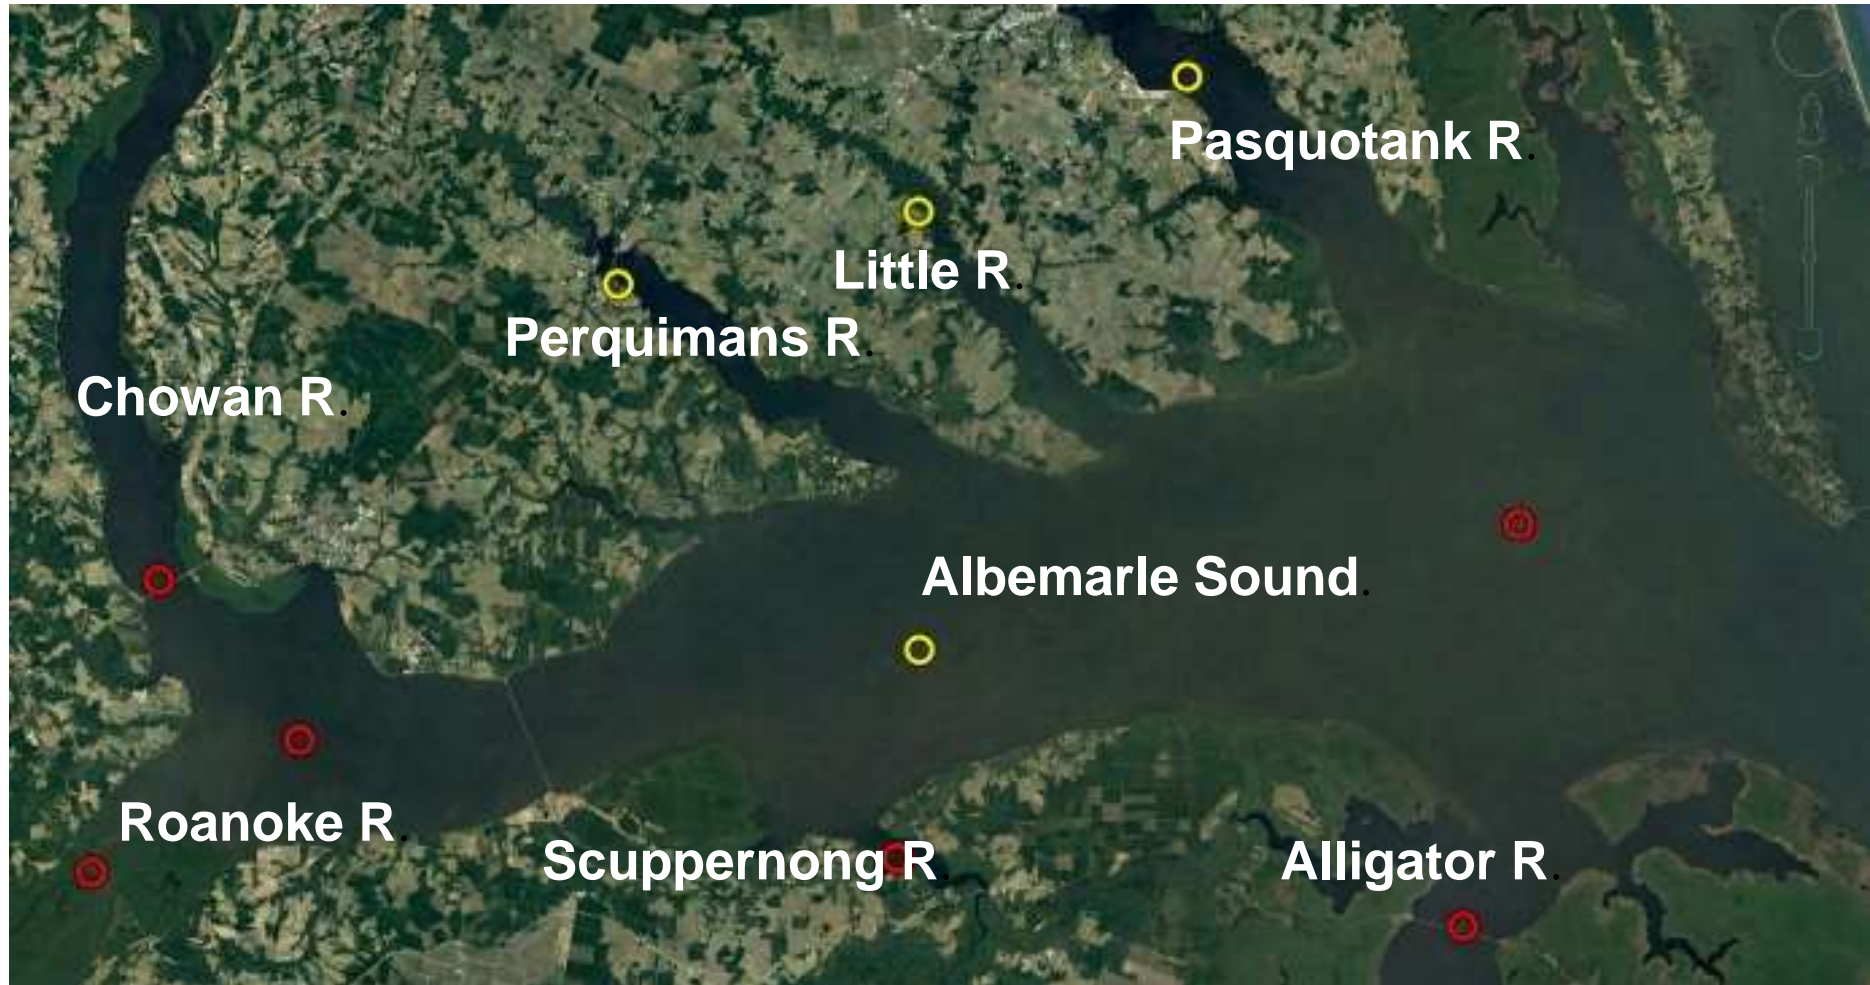 Pasquotank R.
Little R.
Perquimans R.
Chowan R.
Albemarle Sound.
Roanoke R.
Scuppernong R.
Alligator R.